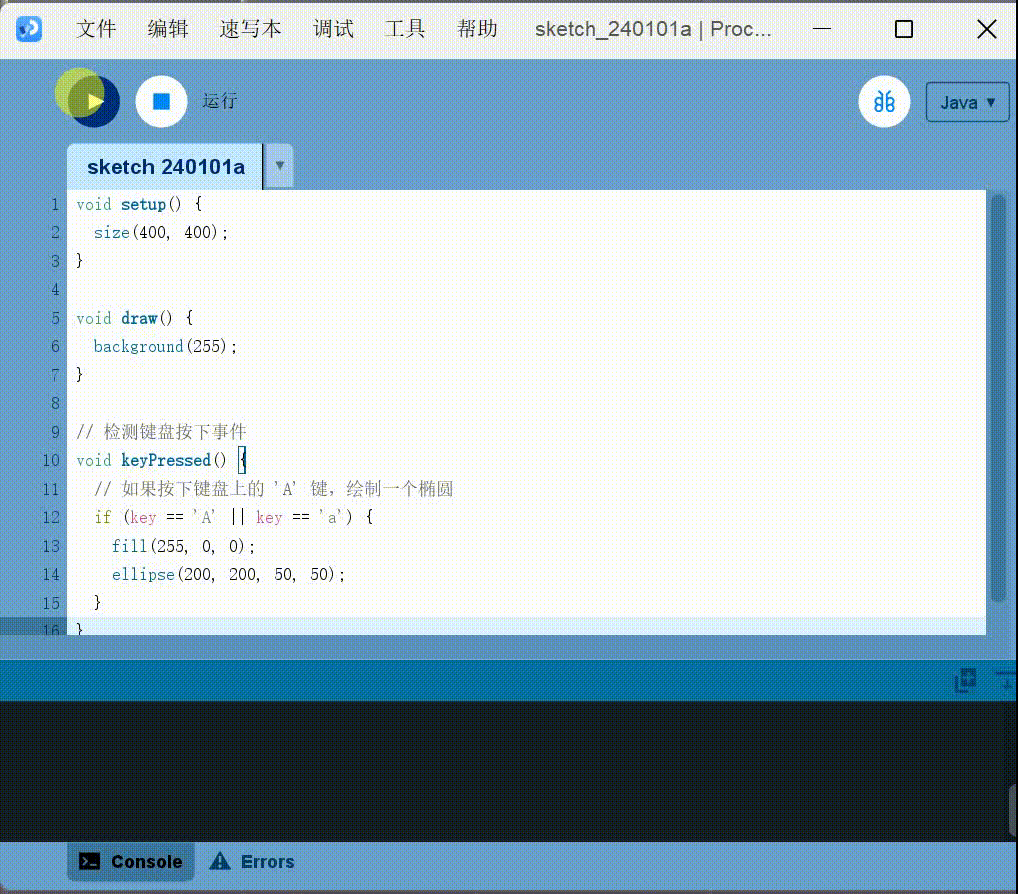 文件 编辑 速写本 调试 工具 帮助 sketch_240101a | Proc...
运行
Java ▼
sketch 240101a ▼
1 void setup() {
2   size(400, 400);
3 }
4
5 void draw() {
6   background(255);
7 }
8
9 // 检测键盘按下事件
10 void keyPressed() {
11   // 如果按下键盘上的 'A' 键，绘制一个椭圆
12   if (key == 'A' || key == 'a') {
13     fill(255, 0, 0);
14     ellipse(200, 200, 50, 50);
15   }
16 }
Console Errors